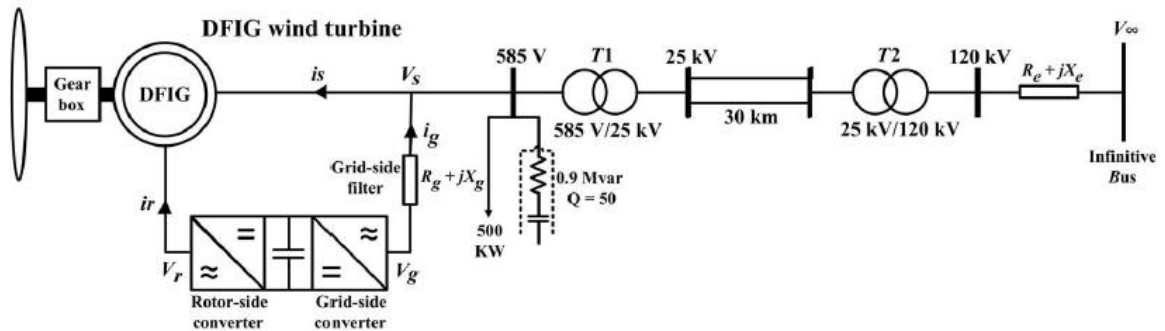 DFIG wind turbine
Gear
box
DFIG
is
Vs
585 V
T1
585 V/25 kV
25 kV
30 km
T2
25 kV/120 kV
120 kV
Re + jXe
V∞
Infinitive
Bus
ig
Grid-side
filter
Rg + jXg
0.9 Mvar
Q = 50
500
KW
ir
Vr
=
≈
≈
=
Vg
Rotor-side
converter
Grid-side
converter